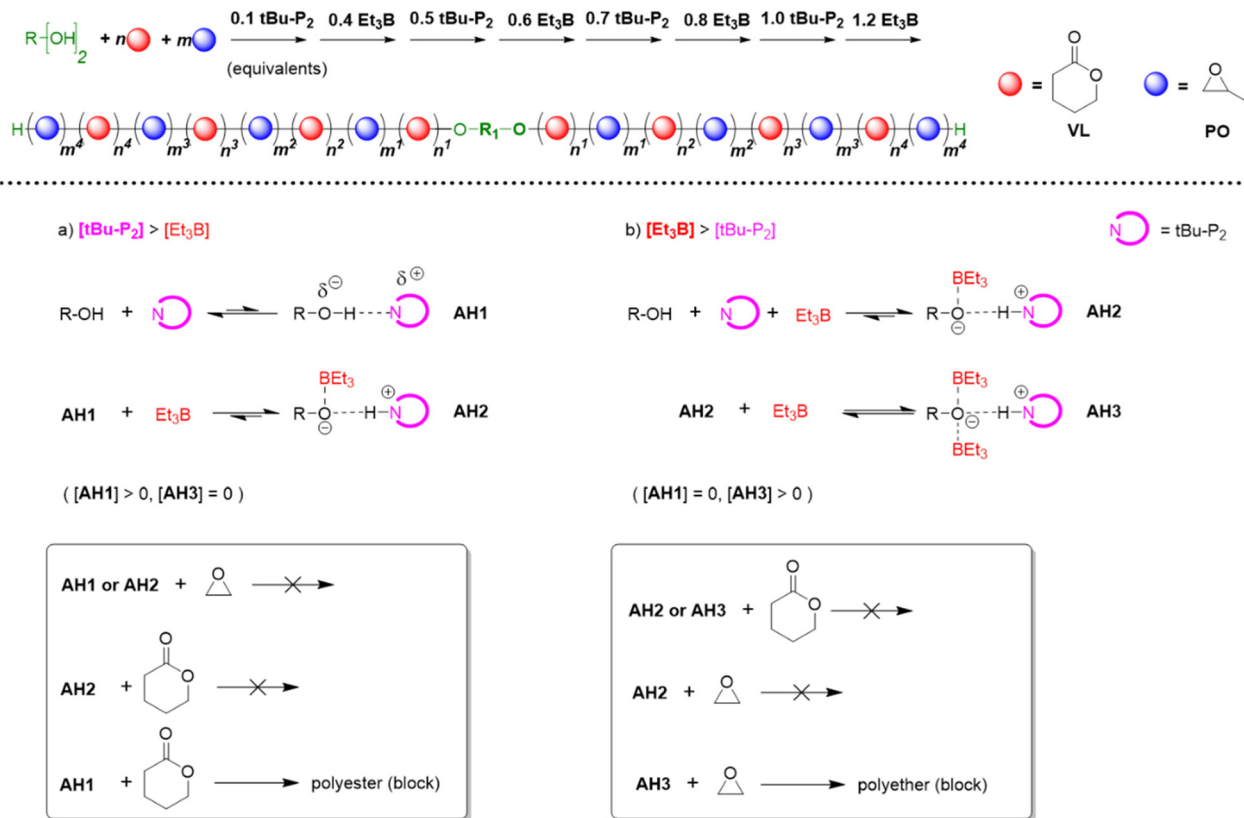 0.1 tBu-P₂ 0.4 Et₃B 0.5 tBu-P₂ 0.6 Et₃B 0.7 tBu-P₂ 0.8 Et₃B 1.0 tBu-P₂ 1.2 Et₃B
R-[OH]₂ + n + m
(equivalents)
= O O VL
= O PO
H ( )m⁴ ( )n⁴ ( )m³ ( )n³ ( )m² ( )n² ( )m¹ ( )n¹ O-R₁-O ( )n¹ ( )m¹ ( )n² ( )m² ( )n³ ( )m³ ( )n⁴ ( )m⁴ H
a) [tBu-P₂] > [Et₃B]
R-OH + N δ⊖ δ⊕ R-O-H---N AH1
AH1 + Et₃B BEt₃ R-O ⊖ ----H-N ⊕ AH2
( [AH1] > 0, [AH3] = 0 )
AH1 or AH2 + O
AH2 + O O
AH1 + O O polyester (block)
b) [Et₃B] > [tBu-P₂]
N = tBu-P₂
R-OH + N + Et₃B BEt₃ R-O ⊖ ----H-N ⊕ AH2
AH2 + Et₃B BEt₃ R-O ⊖ ----H-N ⊕ BEt₃ AH3
( [AH1] = 0, [AH3] > 0 )
AH2 or AH3 + O O
AH2 + O
AH3 + O polyether (block)